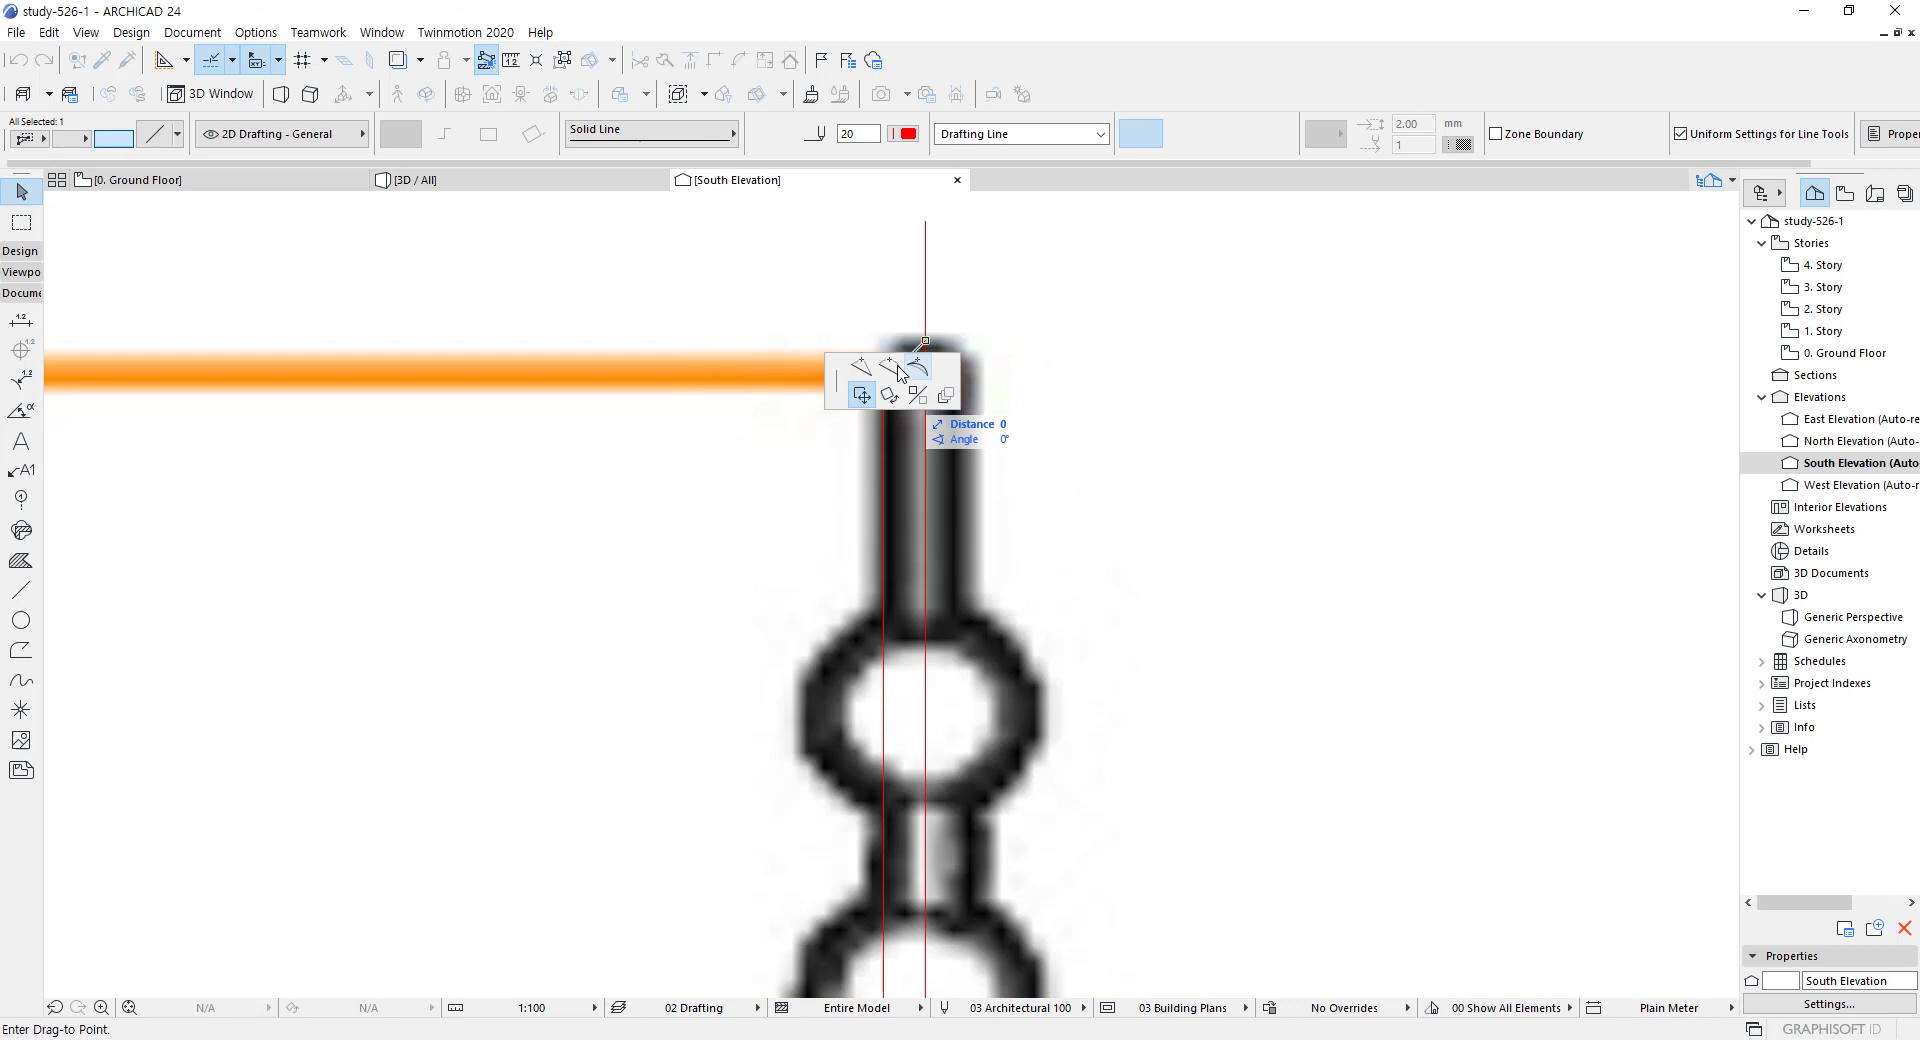 study-526-1 - ARCHICAD 24
File Edit View Design Document Options Teamwork Window Twinmotion 2020 Help
3D Window
All Selected: 1
2D Drafting - General
Solid Line
20
Drafting Line
2.00 mm
1
Zone Boundary
Uniform Settings for Line Tools
Proper
[0. Ground Floor]
[3D / All]
[South Elevation]
Design
Viewpo
Docume
Distance 0
Angle 0°
study-526-1
Stories
4. Story
3. Story
2. Story
1. Story
0. Ground Floor
Sections
Elevations
East Elevation (Auto-re
North Elevation (Auto-
South Elevation (Auto
West Elevation (Auto-r
Interior Elevations
Worksheets
Details
3D Documents
3D
Generic Perspective
Generic Axonometry
Schedules
Project Indexes
Lists
Info
Help
Properties
South Elevation
Settings...
N/A N/A 1:100 02 Drafting Entire Model 03 Architectural 100 03 Building Plans No Overrides 00 Show All Elements Plain Meter
Enter Drag-to Point.
GRAPHISOFT ID